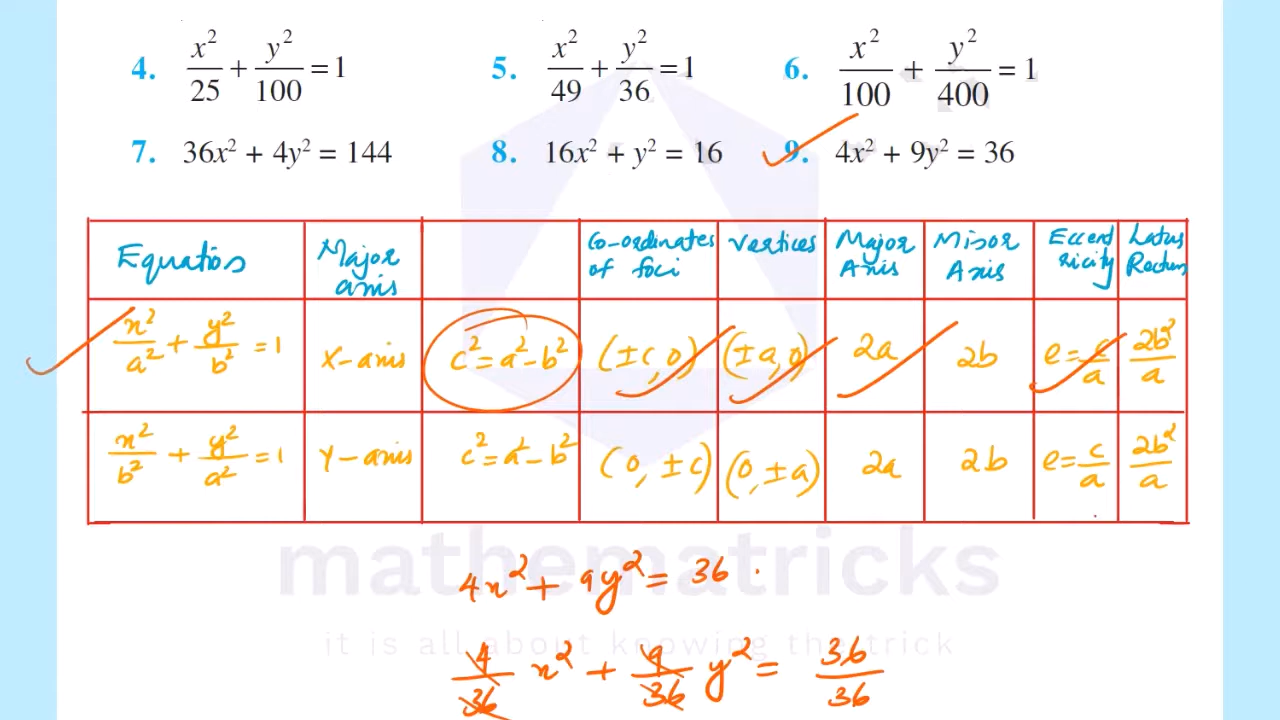 4. x²/25 + y²/100 = 1 5. x²/49 + y²/36 = 1 6. x²/100 + y²/400 = 1
7. 36x² + 4y² = 144 8. 16x² + y² = 16 9. 4x² + 9y² = 36
Equation Major axis Co-ordinates of foci Vertices Major Axis Minor Axis Eccentricity Latus Rectum
x²/a² + y²/b² = 1 X-axis c² = a² - b² (±c, 0) (±a, 0) 2a 2b e = c/a 2b²/a
x²/b² + y²/a² = 1 Y-axis c² = a² - b² (0, ±c) (0, ±a) 2a 2b e = c/a 2b²/a
mathematricks
4x² + 9y² = 36
it is all about knowing the trick
4/36 x² + 9/36 y² = 36/36